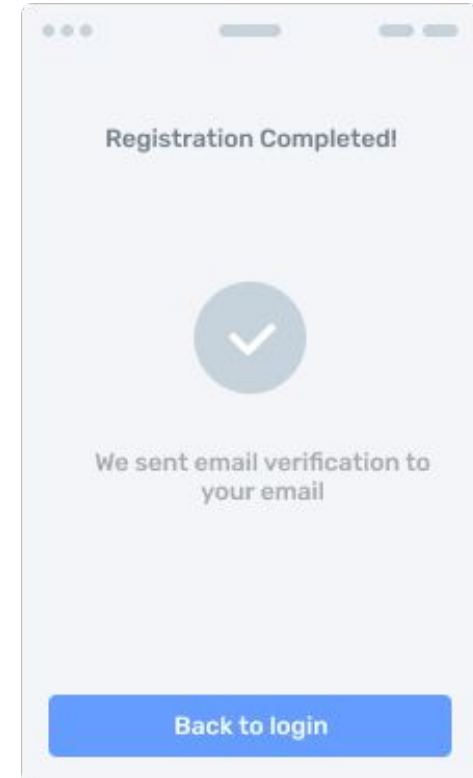 Registration Completed!
We sent email verification to
your email
Back to login